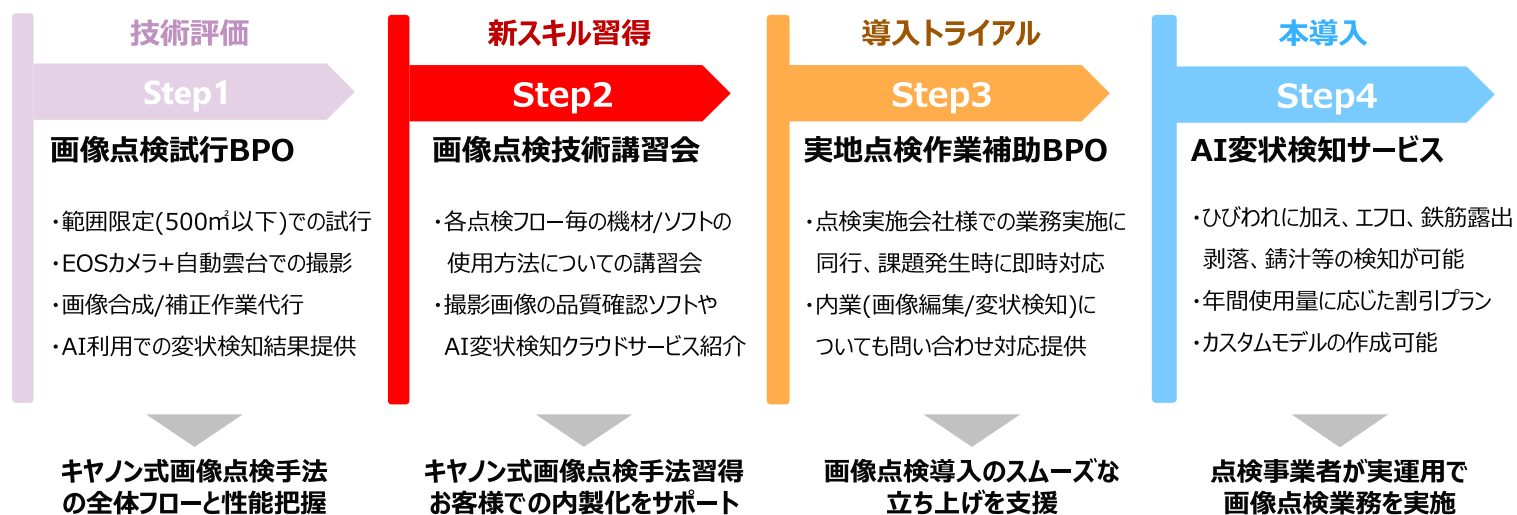 技術評価
Step1
画像点検試行BPO
・範囲限定(500㎡以下)での試行
・EOSカメラ+自動雲台での撮影
・画像合成/補正作業代行
・AI利用での変状検知結果提供
キヤノン式画像点検手法
の全体フローと性能把握
新スキル習得
Step2
画像点検技術講習会
・各点検フロー毎の機材/ソフトの
使用方法についての講習会
・撮影画像の品質確認ソフトや
AI変状検知クラウドサービス紹介
キヤノン式画像点検手法習得
お客様での内製化をサポート
導入トライアル
Step3
実地点検作業補助BPO
・点検実施会社様での業務実施に
同行、課題発生時に即時対応
・内業(画像編集/変状検知)に
ついても問い合わせ対応提供
画像点検導入のスムーズな
立ち上げを支援
本導入
Step4
AI変状検知サービス
・ひびわれに加え、エフロ、鉄筋露出
剥落、錆汁等の検知が可能
・年間使用量に応じた割引プラン
・カスタムモデルの作成可能
点検事業者が実運用で
画像点検業務を実施